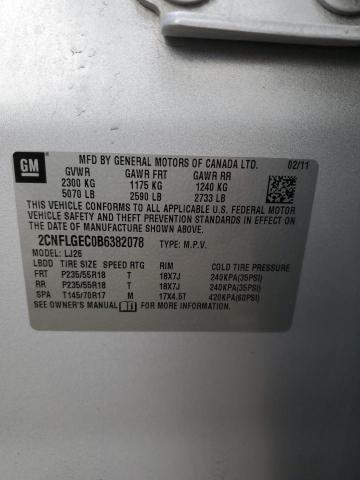 GM
MFD BY GENERAL MOTORS OF CANADA LTD. 02/11
GVWR GAWR FRT GAWR RR
2300 KG 1175 KG 1240 KG
5070 LB 2590 LB 2733 LB
THIS VEHICLE CONFORMS TO ALL APPLICABLE U.S. FEDERAL MOTOR
VEHICLE SAFETY AND THEFT PREVENTION STANDARDS IN EFFECT ON
THE DATE OF MANUFACTURE SHOWN ABOVE.
2CNFLGEC0B6382078 TYPE: M.P.V.
MODEL: LJ26
LBDD TIRE SIZE SPEED RTG RIM COLD TIRE PRESSURE
FRT P235/55R18 T 18X7J 240KPA(35PSI)
RR P235/55R18 T 18X7J 240KPA(35PSI)
SPA T145/70R17 M 17X4.5T 420KPA(60PSI)
SEE OWNER'S MANUAL FOR MORE INFORMATION.